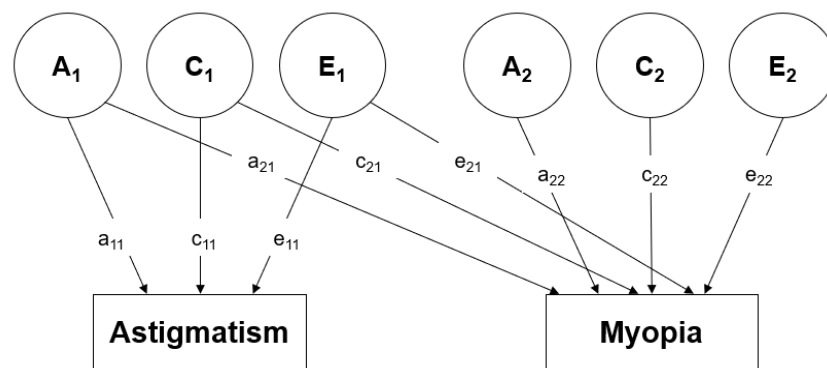 A₁ C₁ E₁ A₂ C₂ E₂
a₂₁ c₂₁ e₂₁ a₂₂ c₂₂ e₂₂
a₁₁ c₁₁ e₁₁
Astigmatism Myopia